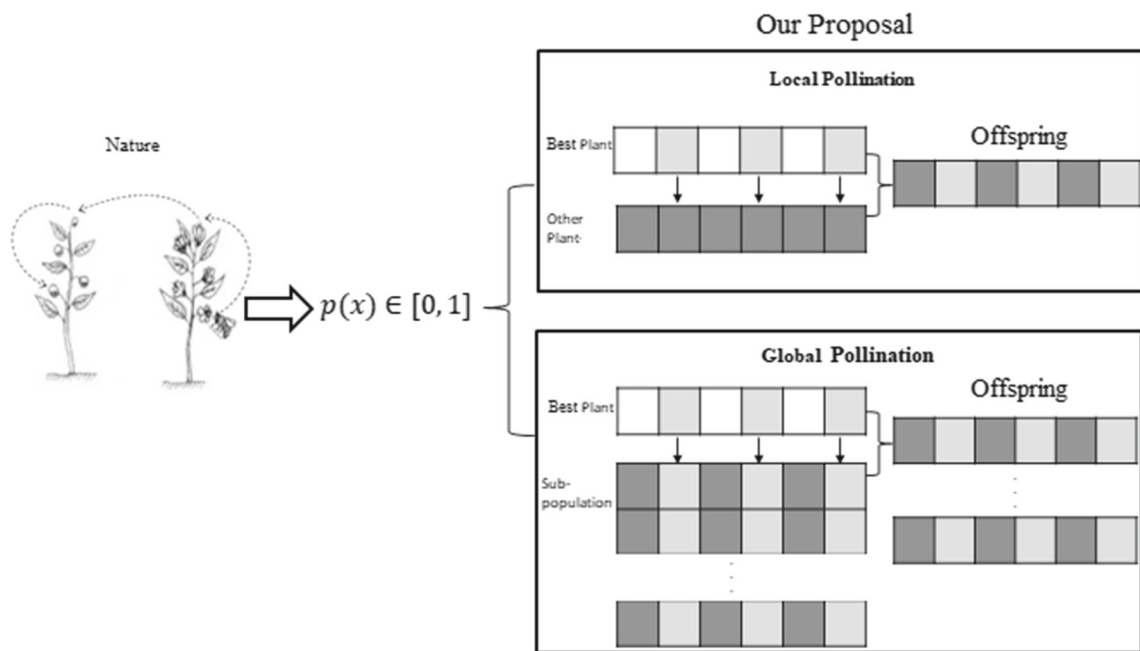 Our Proposal
Nature
Local Pollination
Best Plant
Offspring
Other
Plant·
p(x) ∈ [0, 1]
Global Pollination
Best Plant
Offspring
Sub-
population